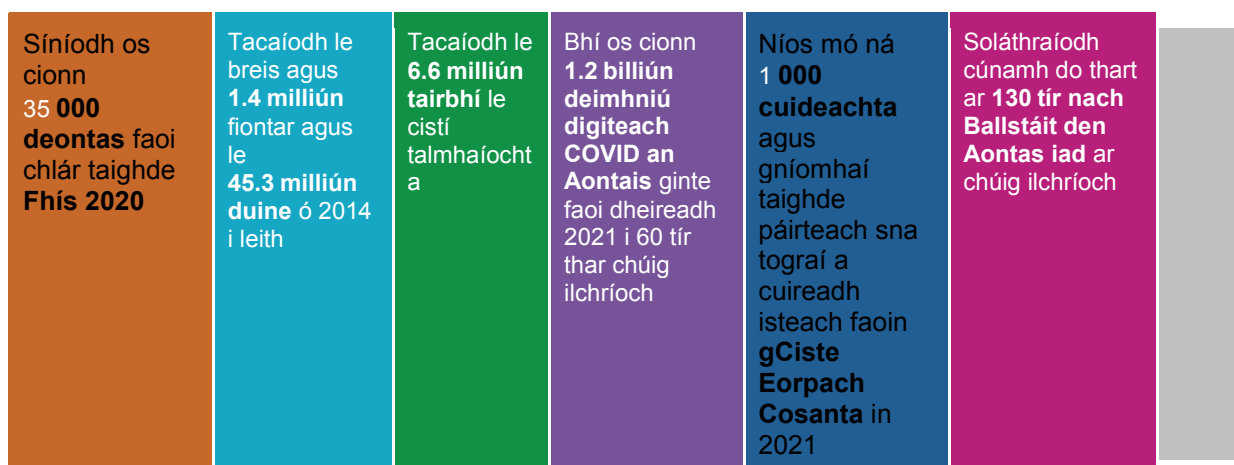 Síníodh os
cionn
35 000
deontas faoi
chlár taighde
Fhís 2020
Tacaíodh le
breis agus
1.4 milliún
fiontar agus
le
45.3 milliún
duine ó 2014
i leith
Tacaíodh le
6.6 milliún
tairbhí le
cistí
talmhaíocht
a
Bhí os cionn
1.2 billiún
deimhniú
digiteach
COVID an
Aontais ginte
faoi dheireadh
2021 i 60 tír
thar chúig
ilchríoch
Níos mó ná
1 000
cuideachta
agus
gníomhaí
taighde
páirteach sna
tograí a
cuireadh
isteach faoin
gCiste
Eorpach
Cosanta in
2021
Soláthraíodh
cúnamh do thart
ar 130 tír nach
Ballstáit den
Aontas iad ar
chúig ilchríoch